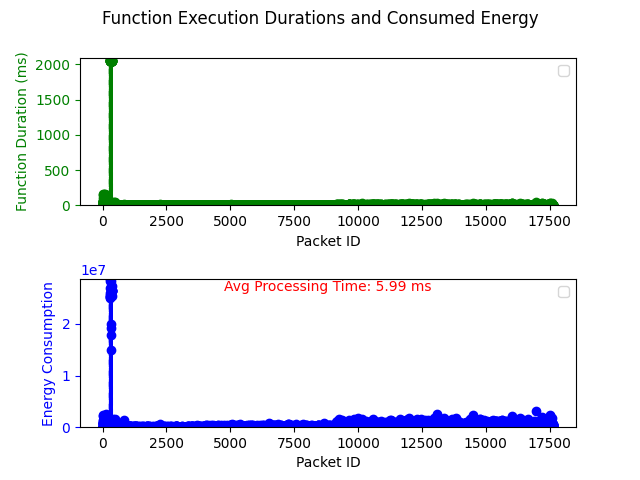 Function Execution Durations and Consumed Energy
Function Duration (ms)
2000
1500
1000
500
0
0 2500 5000 7500 10000 12500 15000 17500
Packet ID
1e7
Avg Processing Time: 5.99 ms
Energy Consumption
2
1
0
0 2500 5000 7500 10000 12500 15000 17500
Packet ID